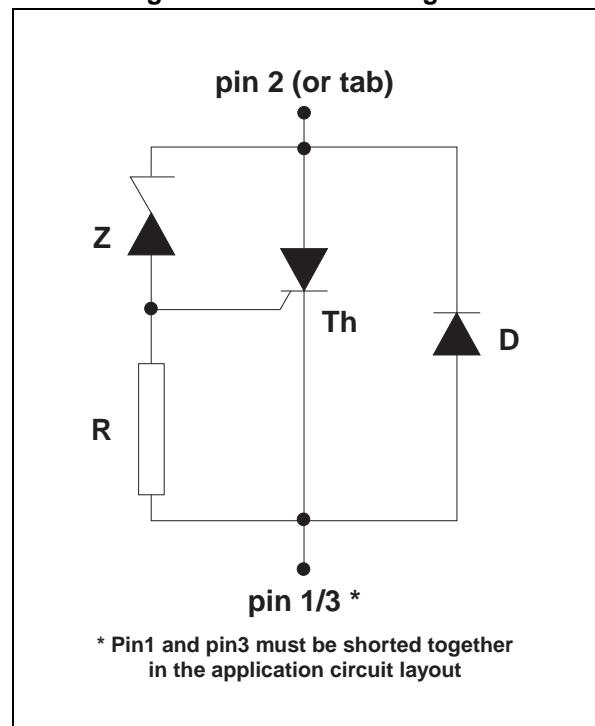 pin 2 (or tab)
Z
Th
D
R
pin 1/3 *
* Pin1 and pin3 must be shorted together
in the application circuit layout